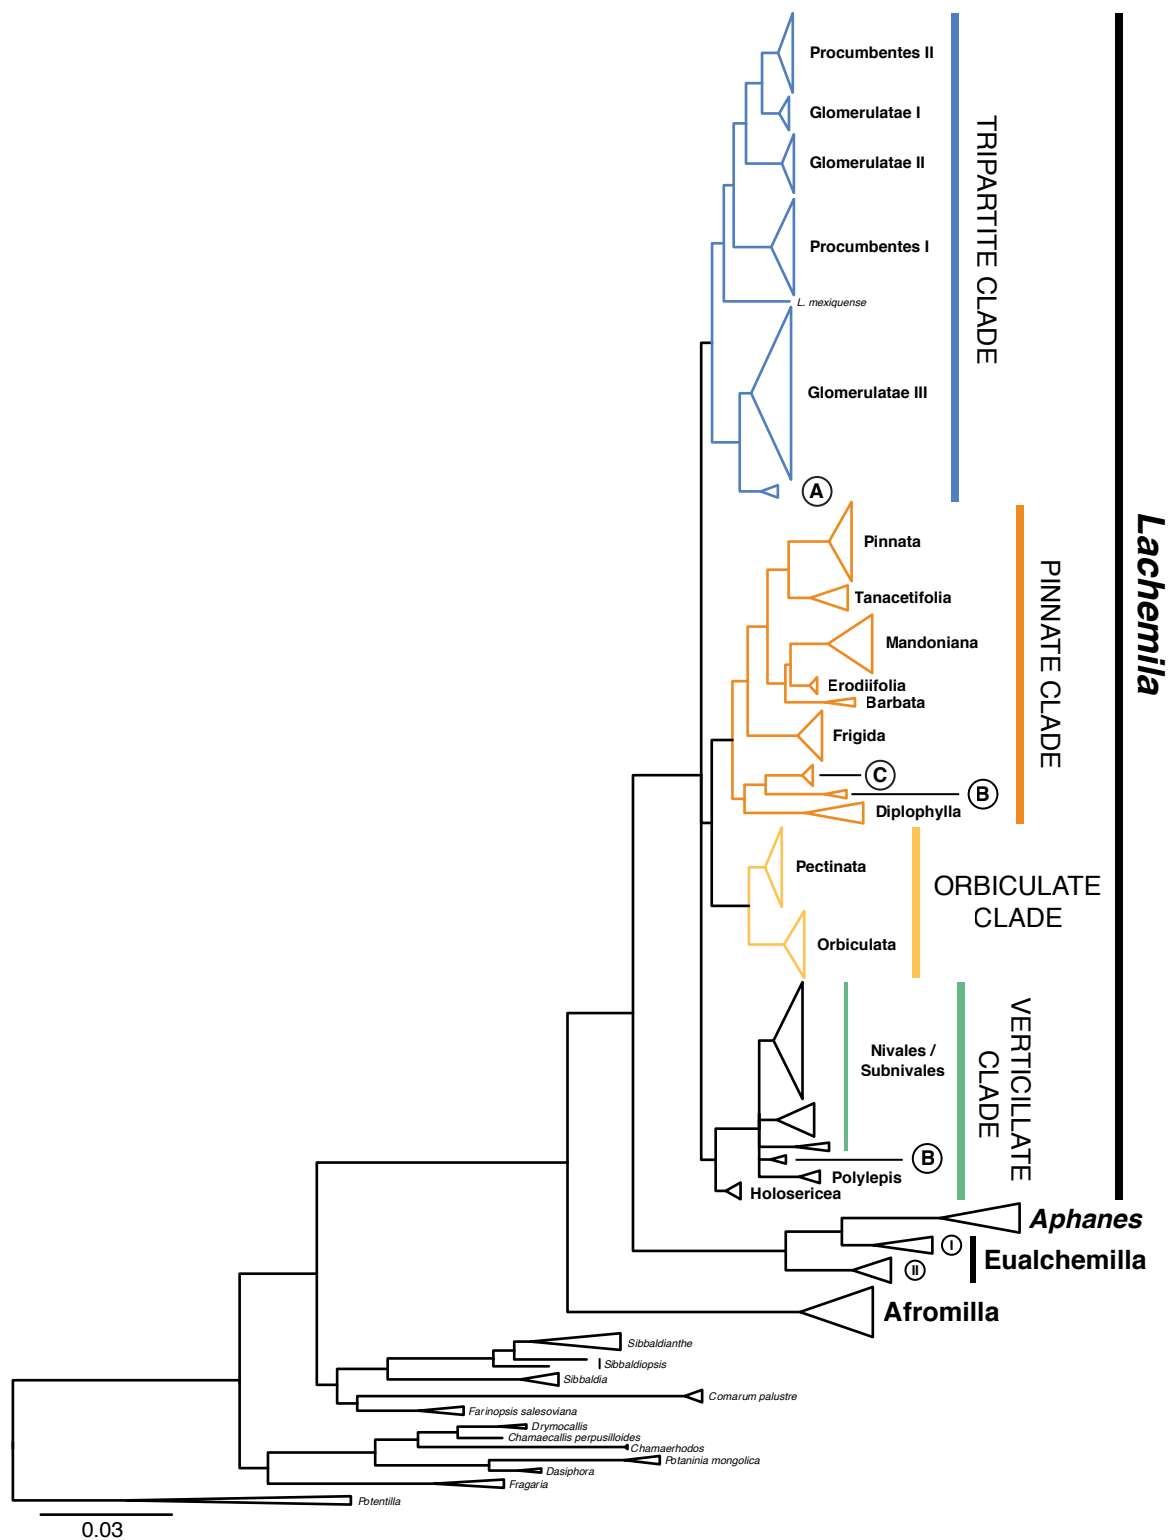 Procumbentes II
Glomerulatae I
Glomerulatae II
Procumbentes I
L. mexiquense
Glomerulatae III
A
TRIPARTITE CLADE
Pinnata
Tanacetifolia
Mandoniana
Erodiifolia
Barbata
Frigida
C
B
Diplophylla
PINNATE CLADE
Lachemila
Pectinata
Orbiculata
ORBICULATE
CLADE
Nivales /
Subnivales
B
Polylepis
Holosericea
VERTICILLATE
CLADE
Aphanes
I
Eualchemilla
II
Afromilla
Sibbaldianthe
Sibbaldiopsis
Sibbaldia
Comarum palustre
Farinopsis salesoviana
Drymocallis
Chamaecallis perpusilloides
Chamaerhodos
Potaninia mongolica
Dasiphora
Fragaria
Potentilla
0.03